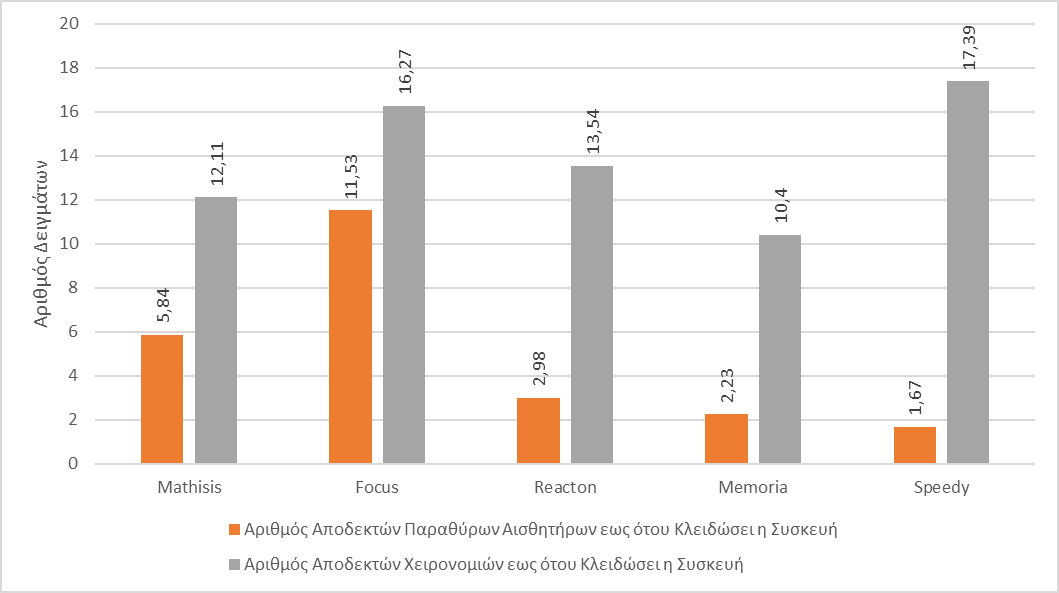 20
18
16
14
12
10
8
6
4
2
0
Αριθμός Δειγμάτων
5,84
12,11
11,53
16,27
2,98
13,54
2,23
10,4
1,67
17,39
Mathisis
Focus
Reacton
Memoria
Speedy
Αριθμός Αποδεκτών Παραθύρων Αισθητήρων εως ότου Κλειδώσει η Συσκευή
Αριθμός Αποδεκτών Χειρονομιών εως ότου Κλειδώσει η Συσκευή